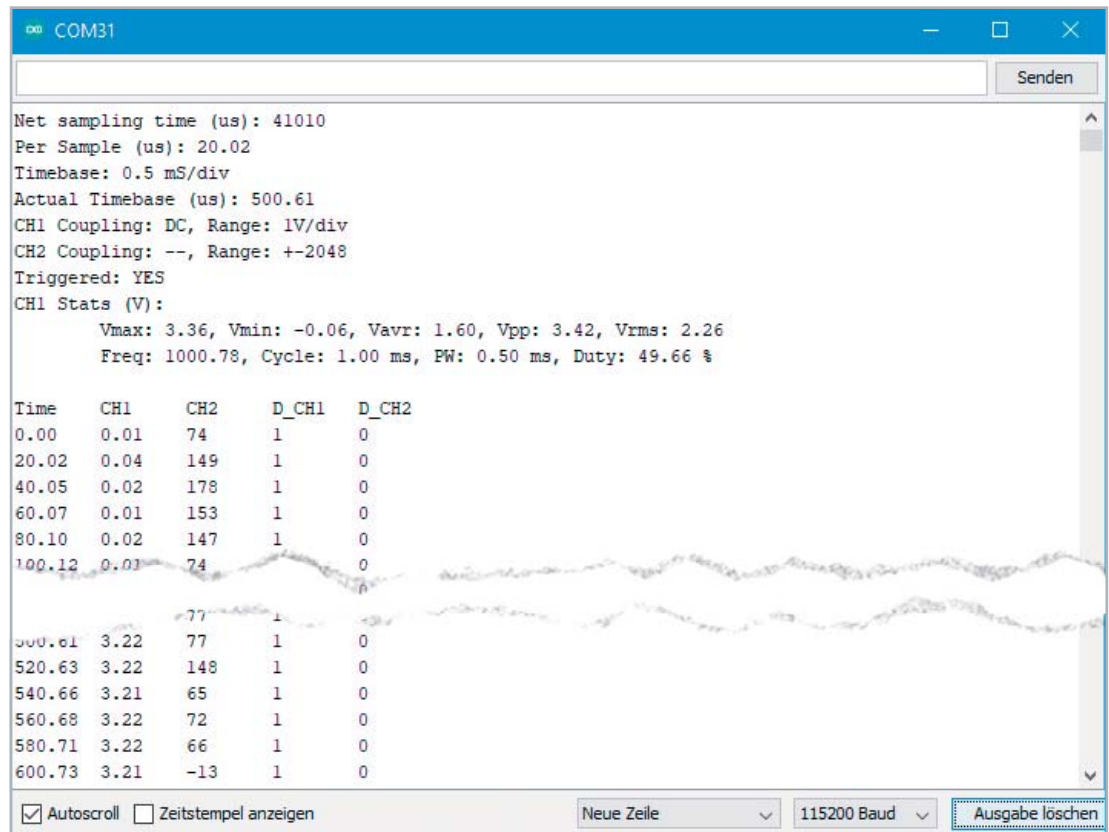 COM31
Senden
Net sampling time (us): 41010
Per Sample (us): 20.02
Timebase: 0.5 mS/div
Actual Timebase (us): 500.61
CH1 Coupling: DC, Range: 1V/div
CH2 Coupling: --, Range: +-2048
Triggered: YES
CH1 Stats (V):
Vmax: 3.36, Vmin: -0.06, Vavr: 1.60, Vpp: 3.42, Vrms: 2.26
Freq: 1000.78, Cycle: 1.00 ms, PW: 0.50 ms, Duty: 49.66 %
Time CH1 CH2 D_CH1 D_CH2
0.00 0.01 74 1 0
20.02 0.04 149 1 0
40.05 0.02 178 1 0
60.07 0.01 153 1 0
80.10 0.02 147 1 0
100.12 0.01 74 0
77 1
500.61 3.22 77 1 0
520.63 3.22 148 1 0
540.66 3.21 65 1 0
560.68 3.22 72 1 0
580.71 3.22 66 1 0
600.73 3.21 -13 1 0
Autoscroll Zeitstempel anzeigen Neue Zeile 115200 Baud Ausgabe löschen